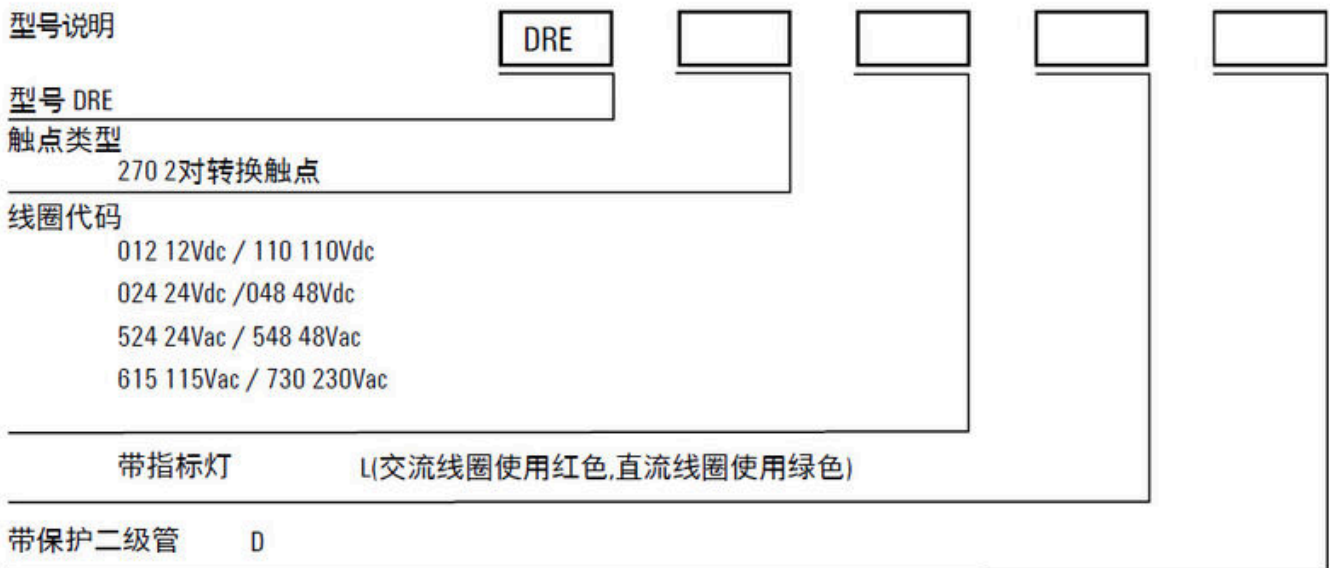 型号说明
DRE
型号 DRE
触点类型
270 2对转换触点
线圈代码
012 12Vdc / 110 110Vdc
024 24Vdc /048 48Vdc
524 24Vac / 548 48Vac
615 115Vac / 730 230Vac
带指标灯 L(交流线圈使用红色,直流线圈使用绿色)
带保护二级管 D